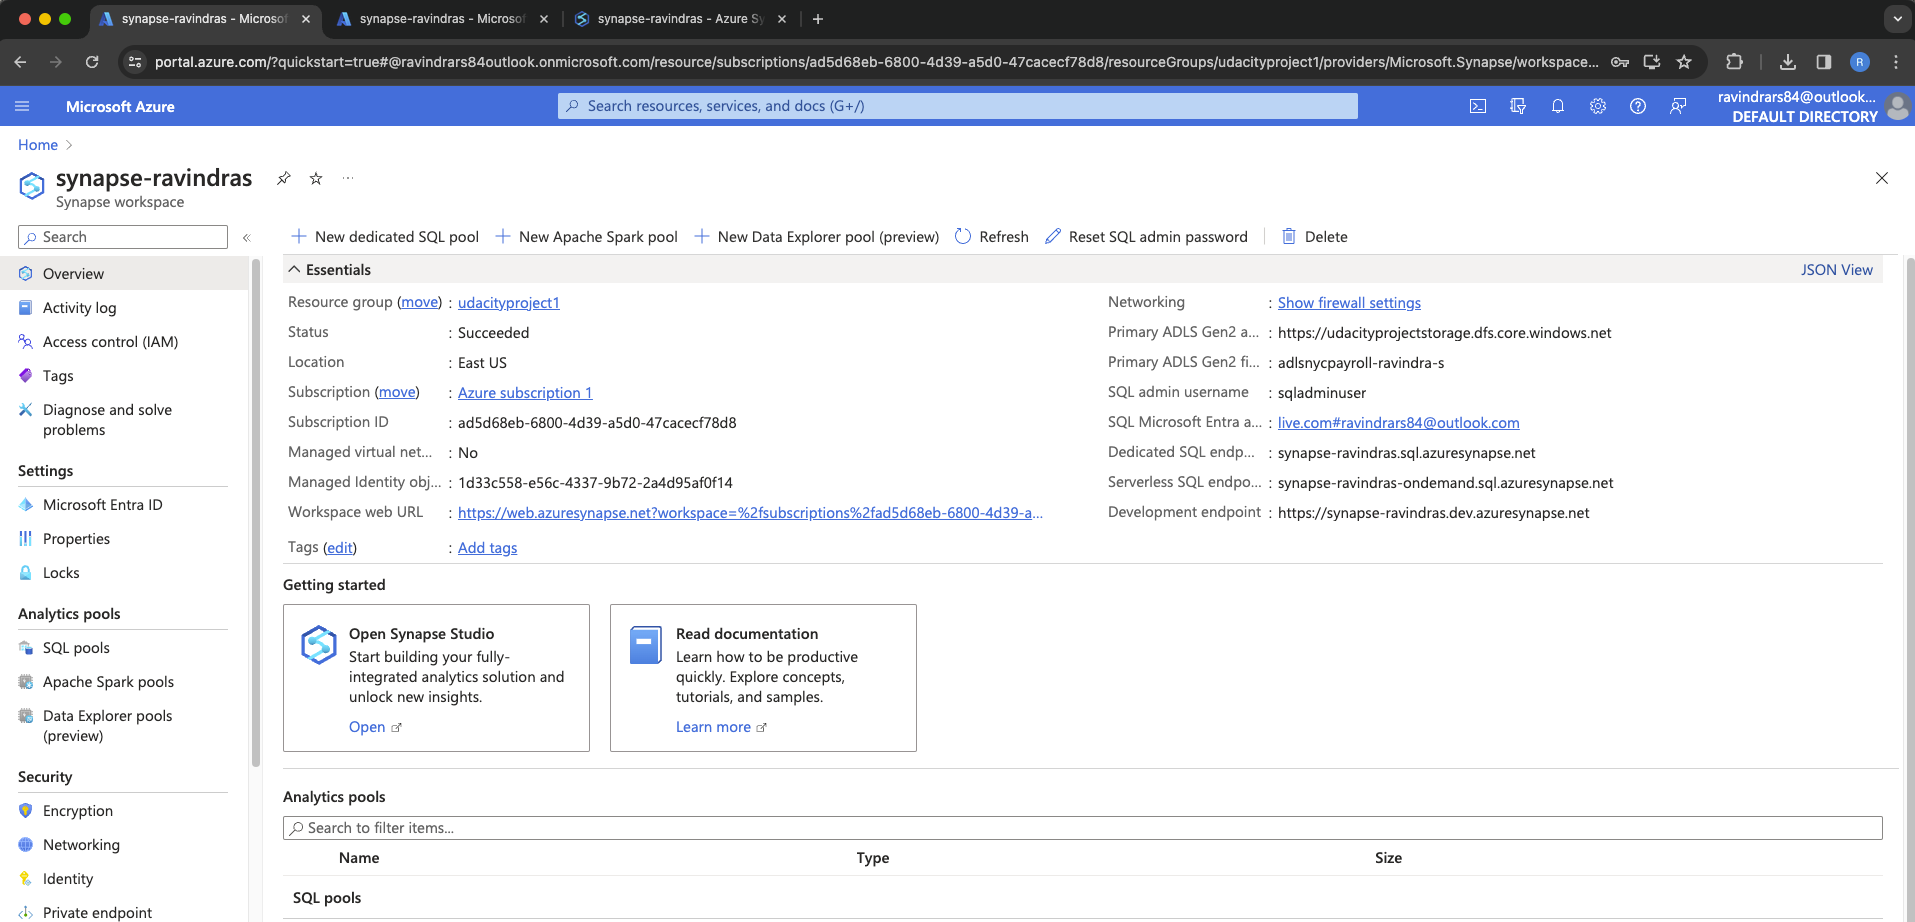 synapse-ravindras - Microsof
synapse-ravindras - Microsof
synapse-ravindras - Azure Sy
portal.azure.com/?quickstart=true#@ravindrars84outlook.onmicrosoft.com/resource/subscriptions/ad5d68eb-6800-4d39-a5d0-47cacecf78d8/resourceGroups/udacityproject1/providers/Microsoft.Synapse/workspace...
R
Microsoft Azure
Search resources, services, and docs (G+/)
ravindrars84@outlook...
DEFAULT DIRECTORY
Home
synapse-ravindras
Synapse workspace
Search
New dedicated SQL pool
New Apache Spark pool
New Data Explorer pool (preview)
Refresh
Reset SQL admin password
Delete
Overview
Activity log
Access control (IAM)
Tags
Diagnose and solve
problems
Settings
Microsoft Entra ID
Properties
Locks
Analytics pools
SQL pools
Apache Spark pools
Data Explorer pools
(preview)
Security
Encryption
Networking
Identity
Private endpoint
Essentials
JSON View
Resource group (move) : udacityproject1
Status : Succeeded
Location : East US
Subscription (move) : Azure subscription 1
Subscription ID : ad5d68eb-6800-4d39-a5d0-47cacecf78d8
Managed virtual net... : No
Managed Identity obj... : 1d33c558-e56c-4337-9b72-2a4d95af0f14
Workspace web URL : https://web.azuresynapse.net?workspace=%2fsubscriptions%2fad5d68eb-6800-4d39-a...
Tags (edit) : Add tags
Networking : Show firewall settings
Primary ADLS Gen2 a... : https://udacityprojectstorage.dfs.core.windows.net
Primary ADLS Gen2 fi... : adlsnycpayroll-ravindra-s
SQL admin username : sqladminuser
SQL Microsoft Entra a... : live.com#ravindrars84@outlook.com
Dedicated SQL endp... : synapse-ravindras.sql.azuresynapse.net
Serverless SQL endpo... : synapse-ravindras-ondemand.sql.azuresynapse.net
Development endpoint : https://synapse-ravindras.dev.azuresynapse.net
Getting started
Open Synapse Studio
Start building your fully-
integrated analytics solution and
unlock new insights.
Open
Read documentation
Learn how to be productive
quickly. Explore concepts,
tutorials, and samples.
Learn more
Analytics pools
Search to filter items...
Name Type Size
SQL pools